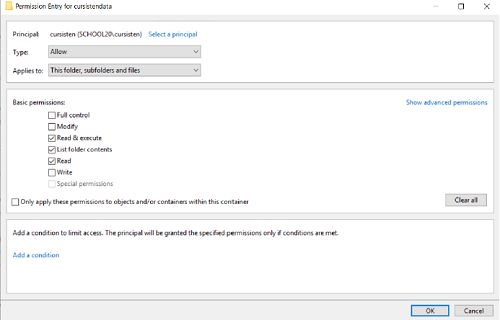 Permission Entry for cursistendata
Principal: cursisten (SCHOOL20\cursisten) Select a principal
Type: Allow
Applies to: This folder, subfolders and files
Basic permissions: Show advanced permissions
Full control
Modify
Read & execute
List folder contents
Read
Write
Special permissions
Only apply these permissions to objects and/or containers within this container
Clear all
Add a condition to limit access. The principal will be granted the specified permissions only if conditions are met.
Add a condition
OK Cancel